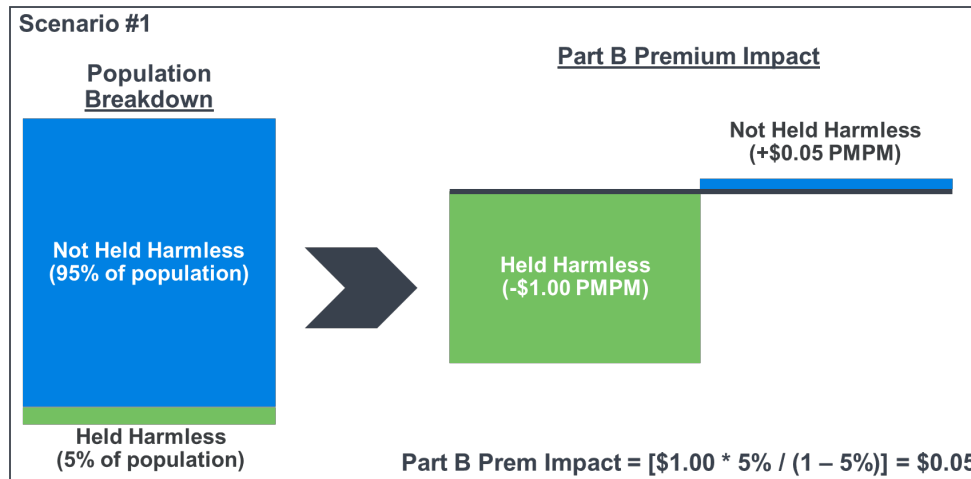 Scenario #1
Population
Breakdown
Part B Premium Impact
Not Held Harmless
(95% of population)
Held Harmless
(5% of population)
Not Held Harmless
(+$0.05 PMPM)
Held Harmless
(-$1.00 PMPM)
Part B Prem Impact = [$1.00 * 5% / (1 – 5%)] = $0.05